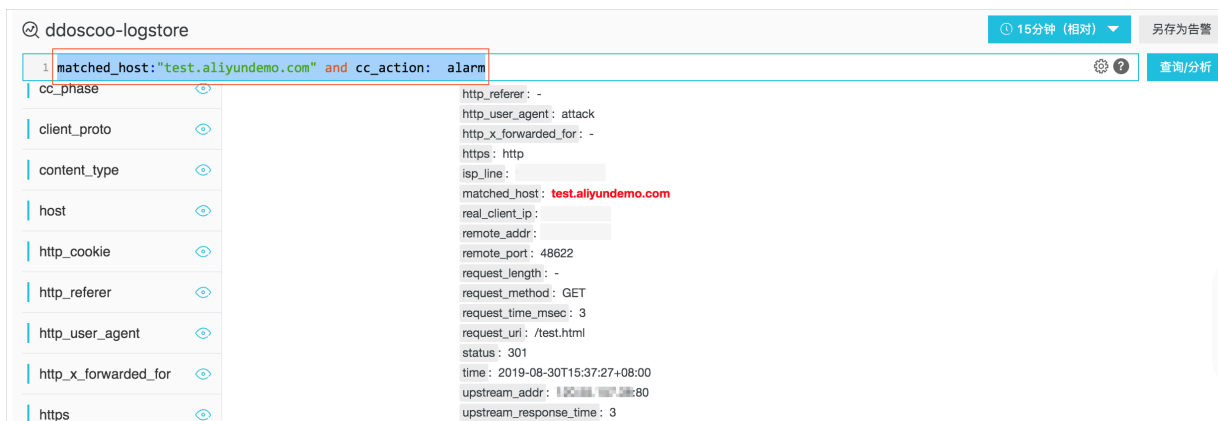 ddoscoo-logstore
15分钟（相对）
另存为告警
1 matched_host:"test.aliyundemo.com" and cc_action: alarm
?
查询/分析
cc_phase
client_proto
content_type
host
http_cookie
http_referer
http_user_agent
http_x_forwarded_for
https
http_referer : -
http_user_agent : attack
http_x_forwarded_for : -
https : http
isp_line :
matched_host : test.aliyundemo.com
real_client_ip :
remote_addr :
remote_port : 48622
request_length : -
request_method : GET
request_time_msec : 3
request_uri : /test.html
status : 301
time : 2019-08-30T15:37:27+08:00
upstream_addr : :80
upstream_response_time : 3